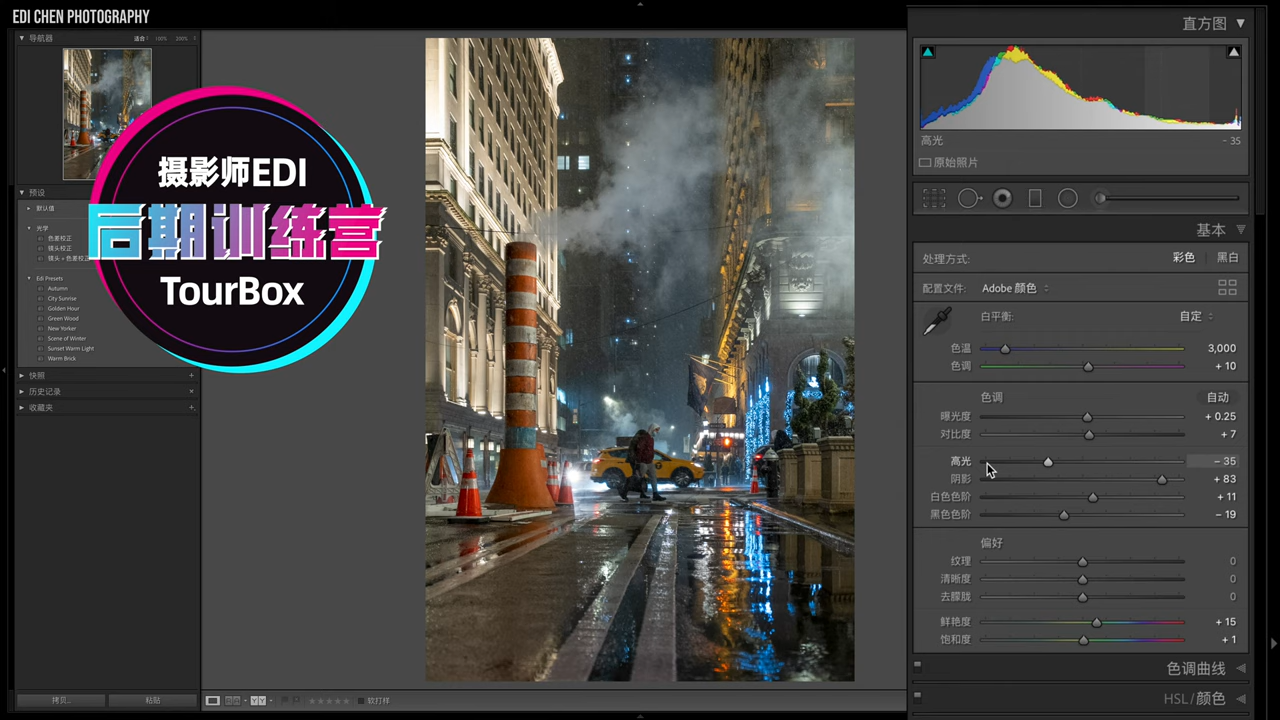 EDI CHEN PHOTOGRAPHY
导航器
适合
100%
200%
摄影师EDI
后期训练营
TourBox
预设
默认值
光学
色差校正
镜头校正
镜头 + 色差校正
Edi Presets
Autumn
City Sunrise
Golden Hour
Green Wood
New Yorker
Scene of Winter
Sunset Warm Light
Warm Brick
快照
历史记录
收藏夹
拷贝...
粘贴
软打样
直方图
高光 - 35
原始照片
基本
处理方式: 彩色 黑白
配置文件: Adobe 颜色
白平衡: 自定
色温 3,000
色调 + 10
色调 自动
曝光度 + 0.25
对比度 + 7
高光 - 35
阴影 + 83
白色色阶 + 11
黑色色阶 - 19
偏好
纹理 0
清晰度 0
去朦胧 0
鲜艳度 + 15
饱和度 + 1
色调曲线
HSL / 颜色